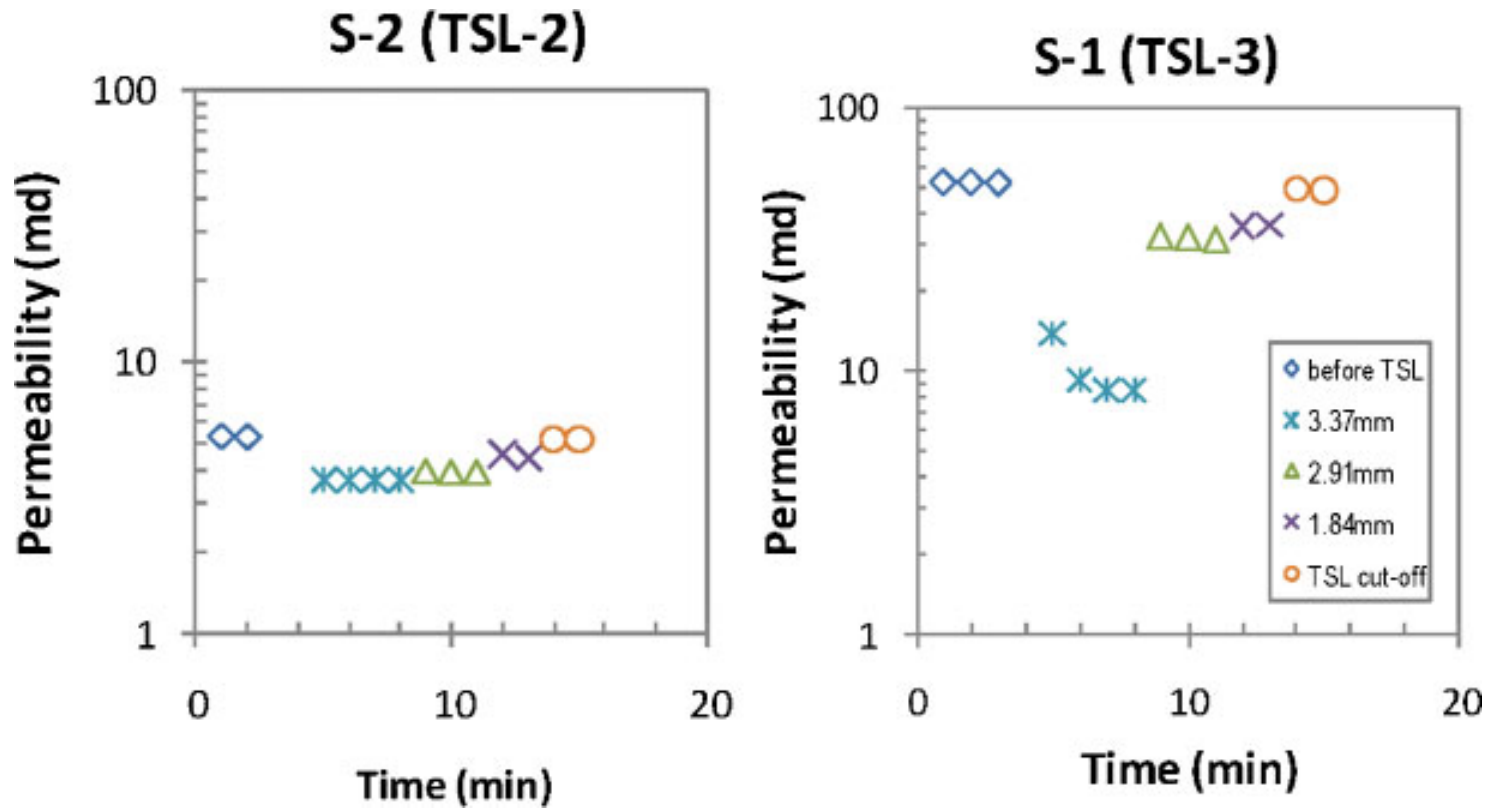 S-2 (TSL-2)
100
10
1
Permeability (md)
0 10 20
Time (min)
S-1 (TSL-3)
100
10
1
Permeability (md)
before TSL
3.37mm
2.91mm
1.84mm
TSL cut-off
0 10 20
Time (min)